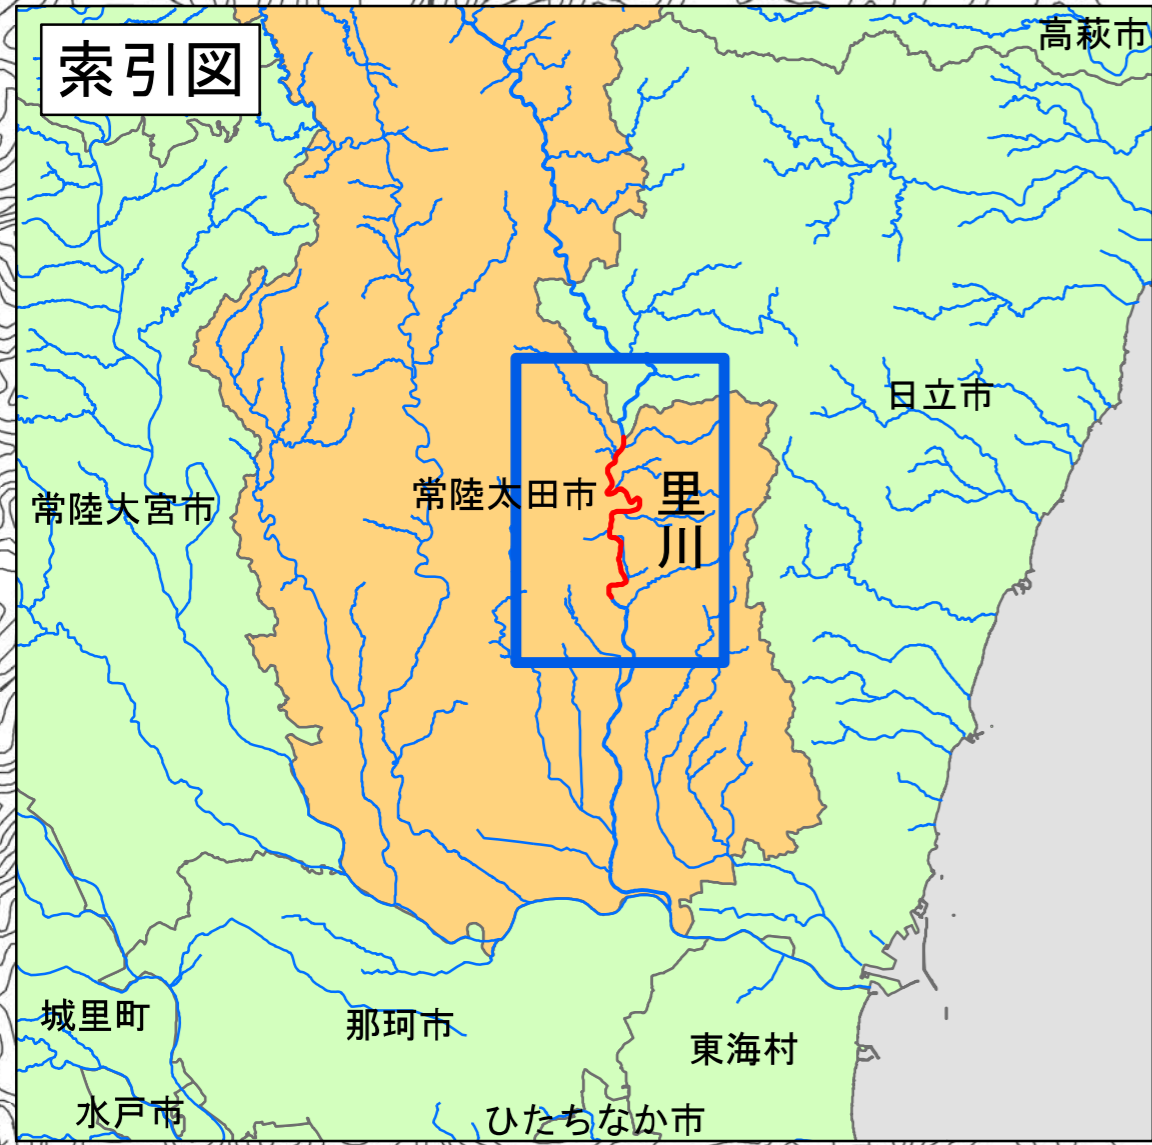 索引図
高萩市
日立市
常陸大宮市
常陸太田市
里川
城里町
那珂市
東海村
水戸市
ひたちなか市